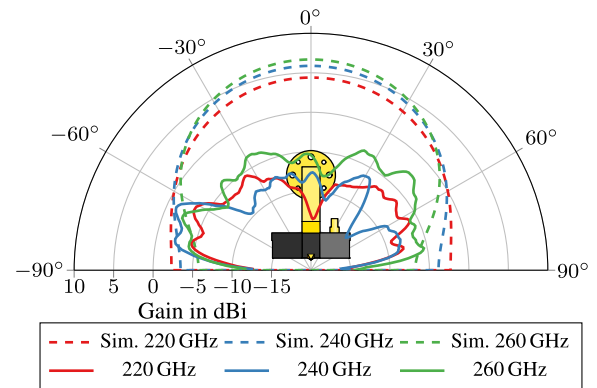 0°
−30° 30°
−60° 60°
−90° 90°
10 5 0 −5 −10 −15
Gain in dBi
Sim. 220 GHz Sim. 240 GHz Sim. 260 GHz
220 GHz 240 GHz 260 GHz